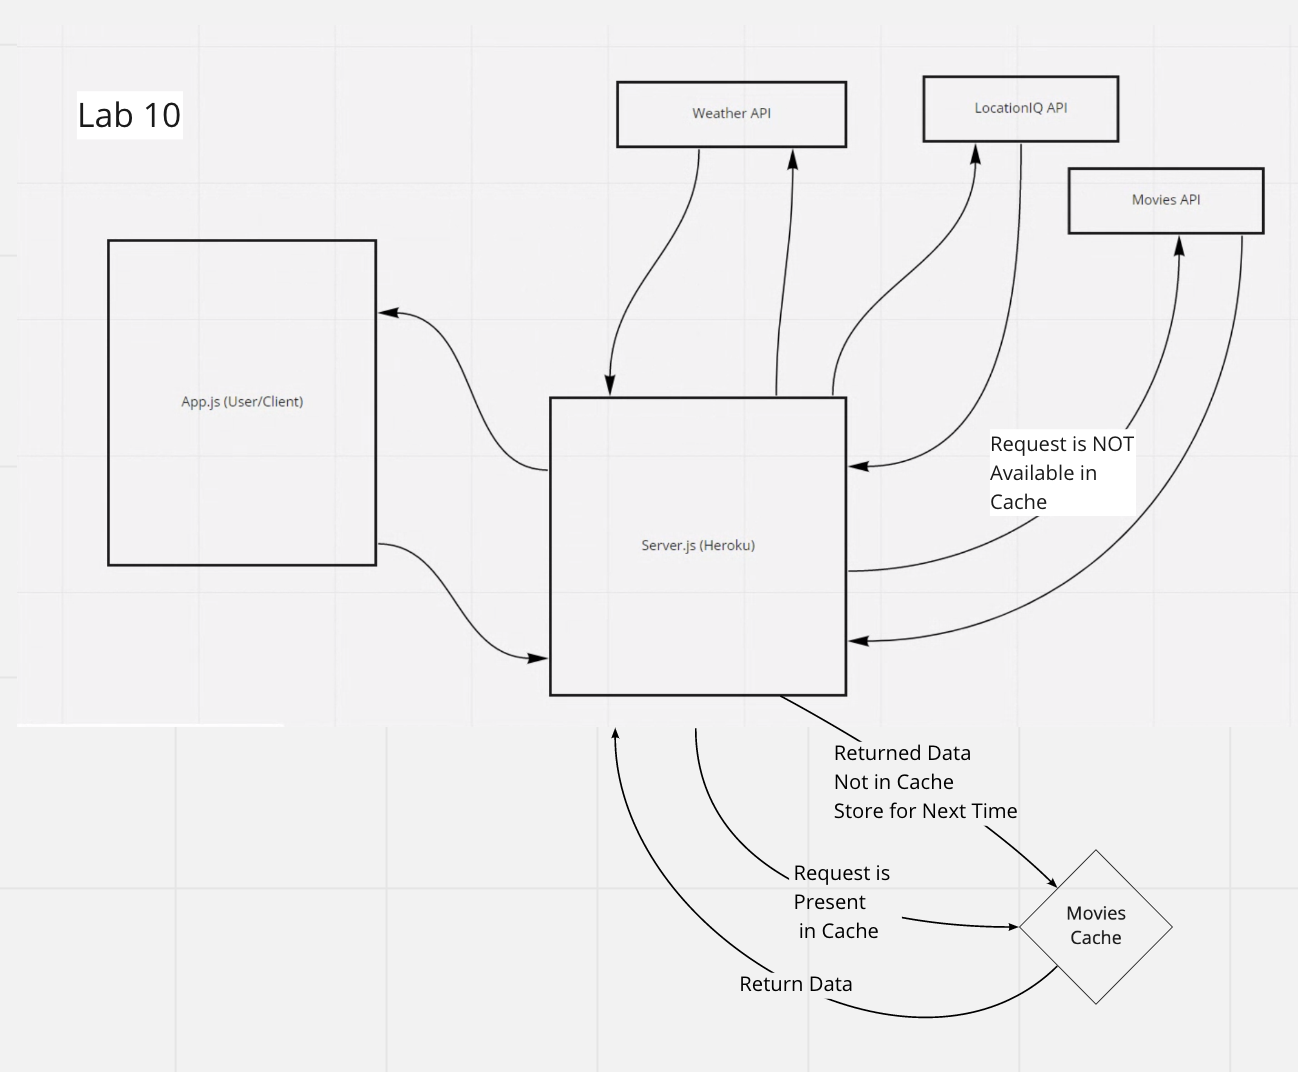 Lab 10
Weather API
LocationIQ API
Movies API
App.js (User/Client)
Request is NOT
Available in
Cache
Server.js (Heroku)
Returned Data
Not in Cache
Store for Next Time
Request is
Present
in Cache
Movies
Cache
Return Data